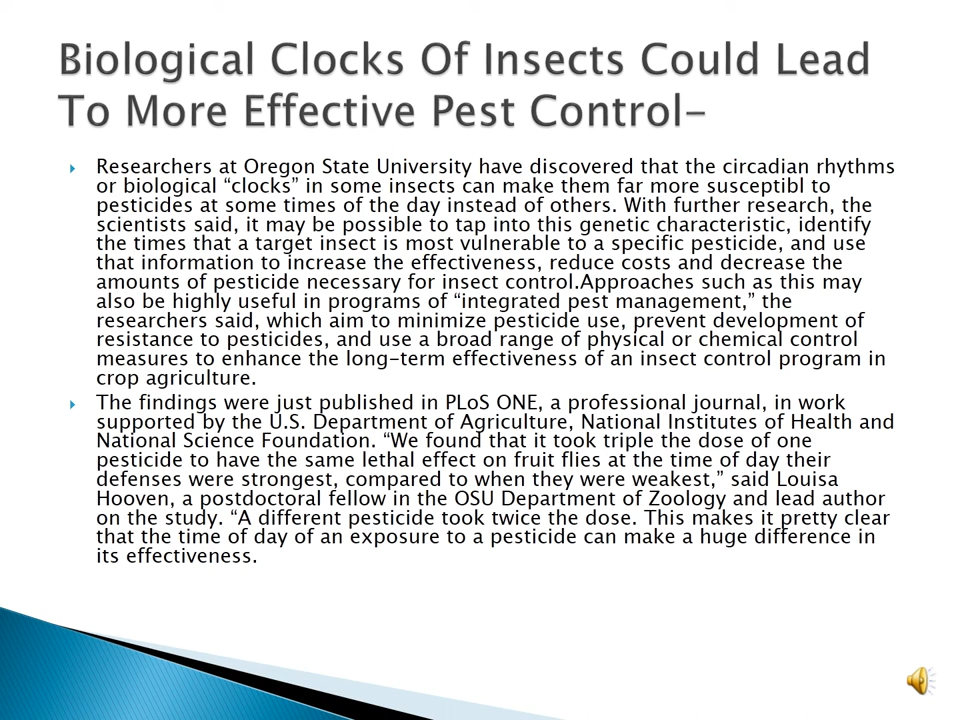 Biological Clocks Of Insects Could Lead
To More Effective Pest Control-
Researchers at Oregon State University have discovered that the circadian rhythms
or biological “clocks” in some insects can make them far more susceptibl to
pesticides at some times of the day instead of others. With further research, the
scientists said, it may be possible to tap into this genetic characteristic, identify
the times that a target insect is most vulnerable to a specific pesticide, and use
that information to increase the effectiveness, reduce costs and decrease the
amounts of pesticide necessary for insect control.Approaches such as this may
also be highly useful in programs of “integrated pest management,” the
researchers said, which aim to minimize pesticide use, prevent development of
resistance to pesticides, and use a broad range of physical or chemical control
measures to enhance the long-term effectiveness of an insect control program in
crop agriculture.
The findings were just published in PLoS ONE, a professional journal, in work
supported by the U.S. Department of Agriculture, National Institutes of Health and
National Science Foundation. “We found that it took triple the dose of one
pesticide to have the same lethal effect on fruit flies at the time of day their
defenses were strongest, compared to when they were weakest,” said Louisa
Hooven, a postdoctoral fellow in the OSU Department of Zoology and lead author
on the study. “A different pesticide took twice the dose. This makes it pretty clear
that the time of day of an exposure to a pesticide can make a huge difference in
its effectiveness.